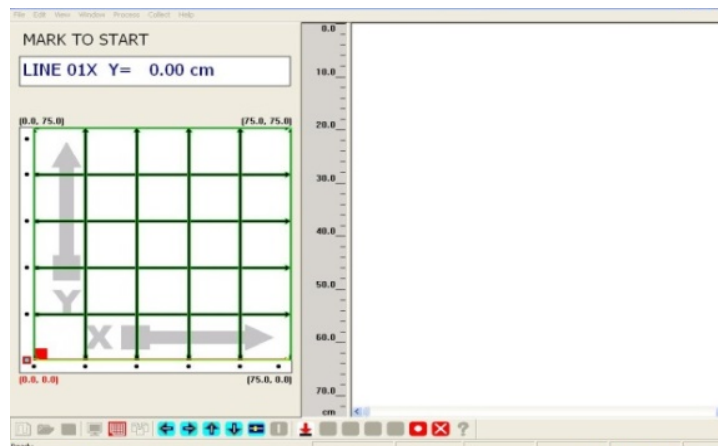 File Edit View Window Process Collect Help
MARK TO START
LINE 01X Y= 0.00 cm
(0.0, 75.0) (75.0, 75.0)
Y
X
(0.0, 0.0) (75.0, 0.0)
0.0
10.0
20.0
30.0
40.0
50.0
60.0
70.0
cm
?